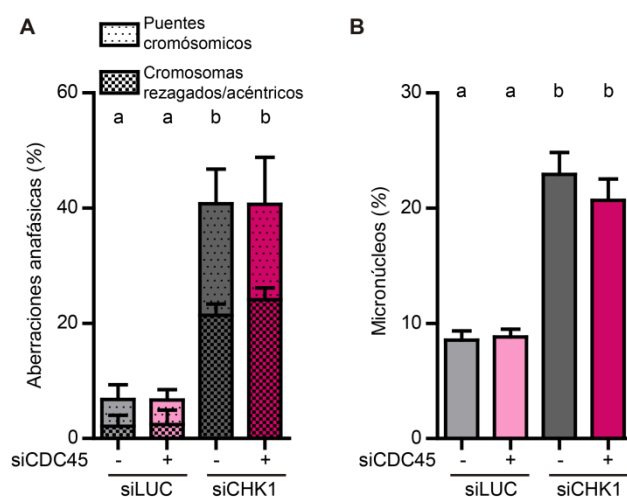 A
Puentes
cromósomicos
Cromosomas
rezagados/acéntricos
Aberraciones anafásicas (%)
60
40
20
0
a a b b
siCDC45 - + - +
siLUC siCHK1
B
Micronúcleos (%)
30
20
10
0
a a b b
siCDC45 - + - +
siLUC siCHK1